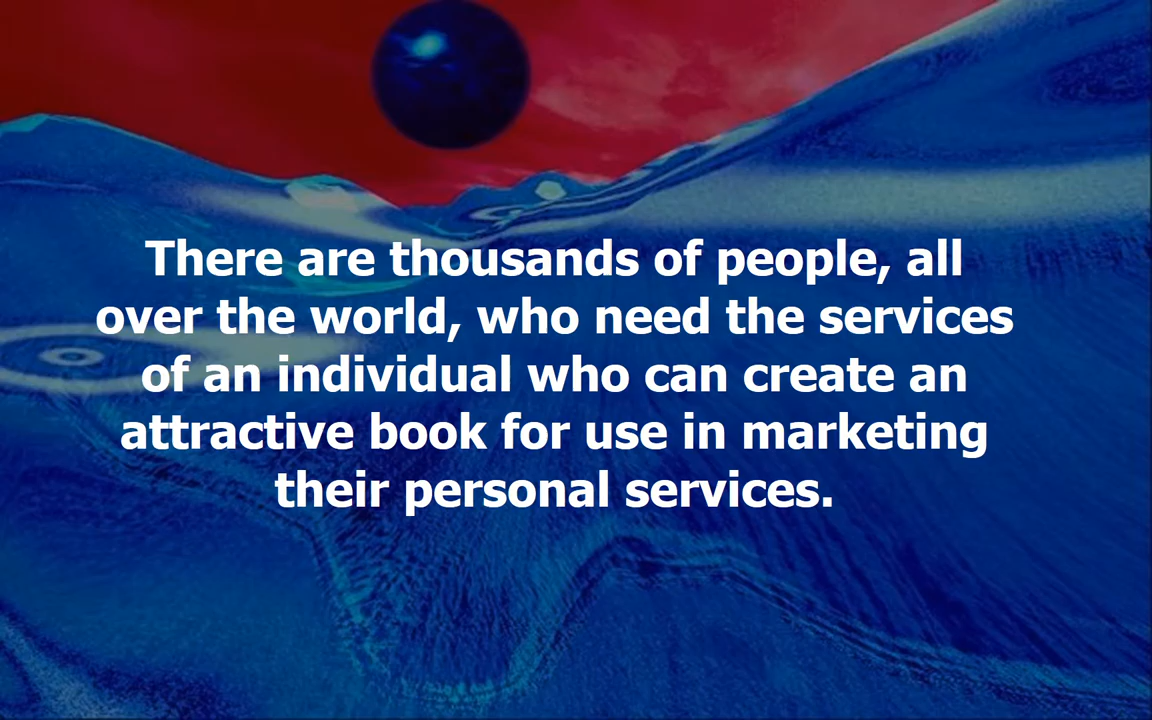 There are thousands of people, all
over the world, who need the services
of an individual who can create an
attractive book for use in marketing
their personal services.